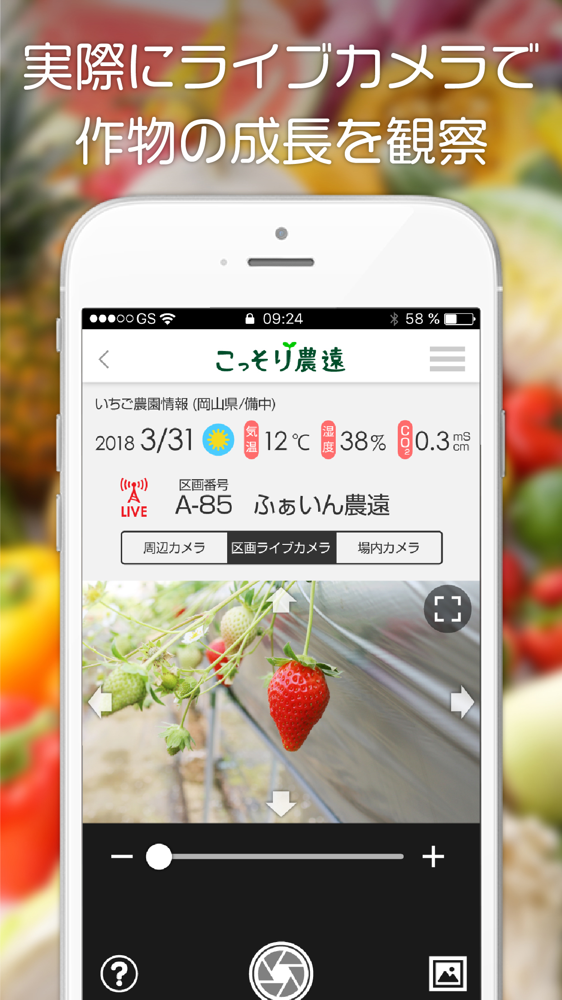 実際にライブカメラで
作物の成長を観察
GS 09:24 58 %
こっそり農遠
いちご農園情報 (岡山県/備中)
2018 3/31 気温 12 ℃ 湿度 38% CO2 0.3 mS cm
LIVE
区画番号
A-85 ふぁいん農遠
周辺カメラ 区画ライブカメラ 場内カメラ